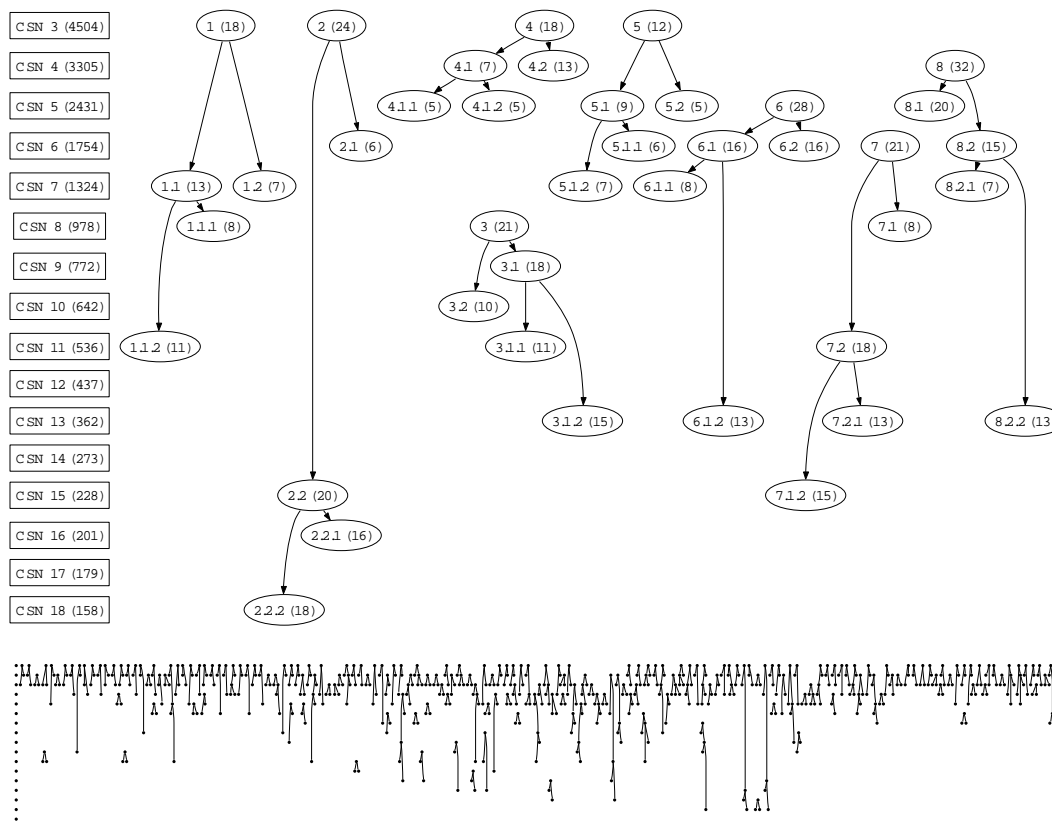 CSN 3 (4504) 1 (18) 2 (24) 4 (18) 5 (12)
CSN 4 (3305) 4.1 (7) 4.2 (13) 8 (32)
CSN 5 (2431) 4.1.1 (5) 4.1.2 (5) 5.1 (9) 5.2 (5) 6 (28) 8.1 (20)
CSN 6 (1754) 2.1 (6) 5.1.1 (6) 6.1 (16) 6.2 (16) 7 (21) 8.2 (15)
CSN 7 (1324) 1.1 (13) 1.2 (7) 5.1.2 (7) 6.1.1 (8) 8.2.1 (7)
CSN 8 (978) 1.1.1 (8) 3 (21) 7.1 (8)
CSN 9 (772) 3.1 (18)
CSN 10 (642) 3.2 (10)
CSN 11 (536) 1.1.2 (11) 3.1.1 (11) 7.2 (18)
CSN 12 (437)
CSN 13 (362) 3.1.2 (15) 6.1.2 (13) 7.2.1 (13) 8.2.2 (13
CSN 14 (273)
CSN 15 (228) 2.2 (20) 7.1.2 (15)
CSN 16 (201) 2.2.1 (16)
CSN 17 (179)
CSN 18 (158) 2.2.2 (18)